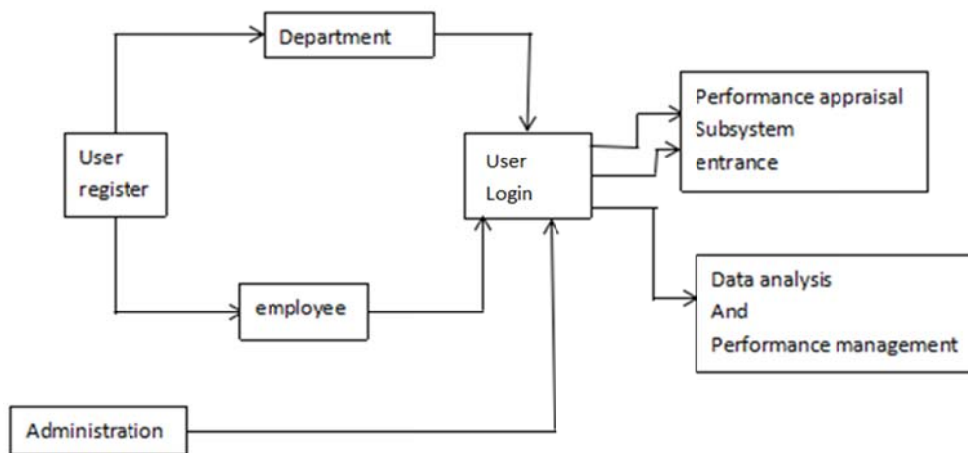 Department
Performance appraisal
Subsystem
entrance
User
register
User
Login
employee
Data analysis
And
Performance management
Administration